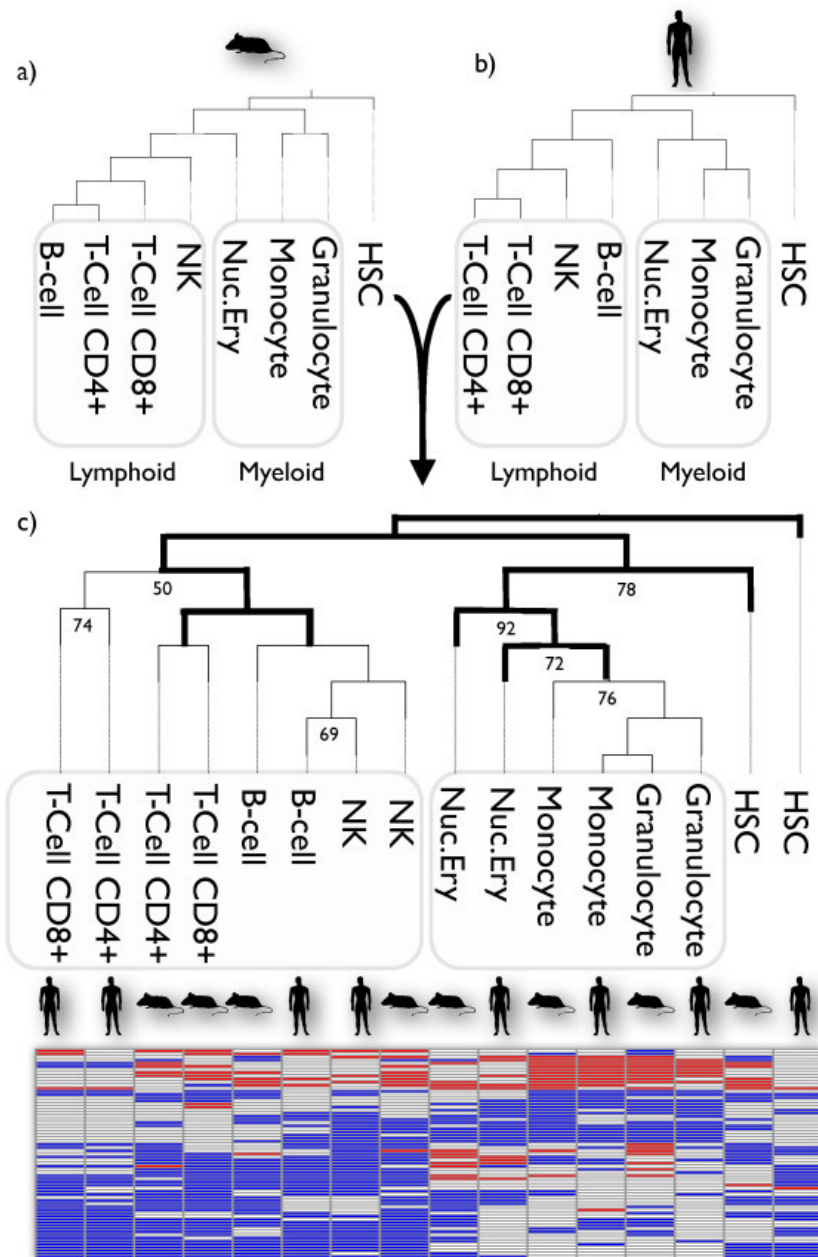 a)
b)
B-cell
T-Cell CD4+
T-Cell CD8+
NK
Nuc.Ery
Monocyte
Granulocyte
HSC
T-Cell CD4+
T-Cell CD8+
NK
B-cell
Nuc.Ery
Monocyte
Granulocyte
HSC
Lymphoid
Myeloid
Lymphoid
Myeloid
c)
50
78
74
92
72
76
69
T-Cell CD8+
T-Cell CD4+
T-Cell CD4+
T-Cell CD8+
B-cell
B-cell
NK
NK
Nuc.Ery
Nuc.Ery
Monocyte
Monocyte
Granulocyte
Granulocyte
HSC
HSC